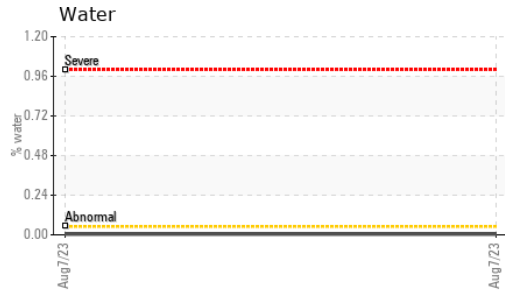 Water
1.20
Severe
0.96
0.72
% water
0.48
0.24
Abnormal
0.00
Aug7/23
Aug7/23